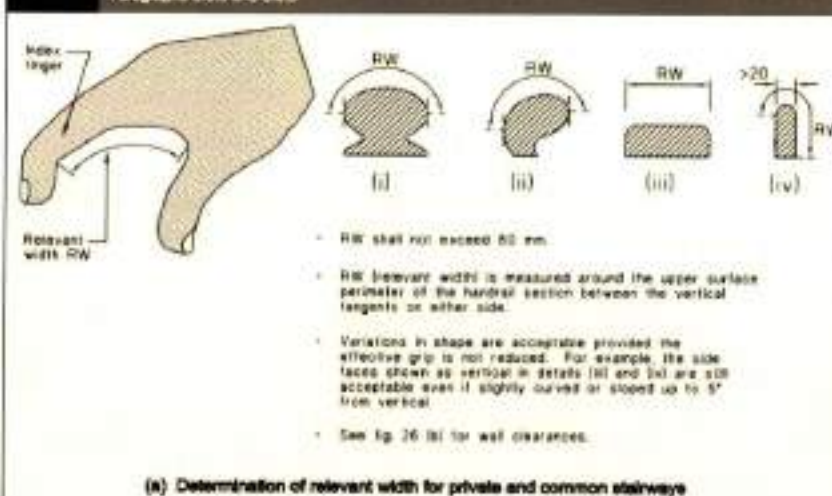 Index
finger
Relevant
width RW
RW
RW
RW
>20
RW
(i)
(ii)
(iii)
(iv)
- RW shall not exceed 80 mm.
- RW (relevant width) is measured around the upper surface
perimeter of the handrail section between the vertical
tangents on either side.
- Variations in shape are acceptable provided the
effective grip is not reduced. For example, the side
faces shown as vertical in details (iii) and (iv) are still
acceptable even if slightly curved or sloped up to 5°
from vertical
- See fig. 26 (b) for wall clearances.
(a) Determination of relevant width for private and common stairways